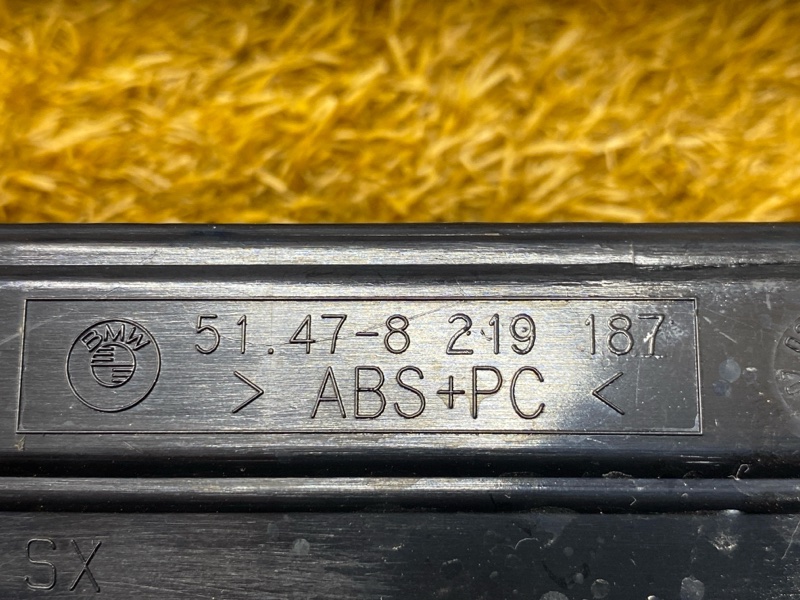 BMW
51.47-8 219 187
> ABS+PC <
SX